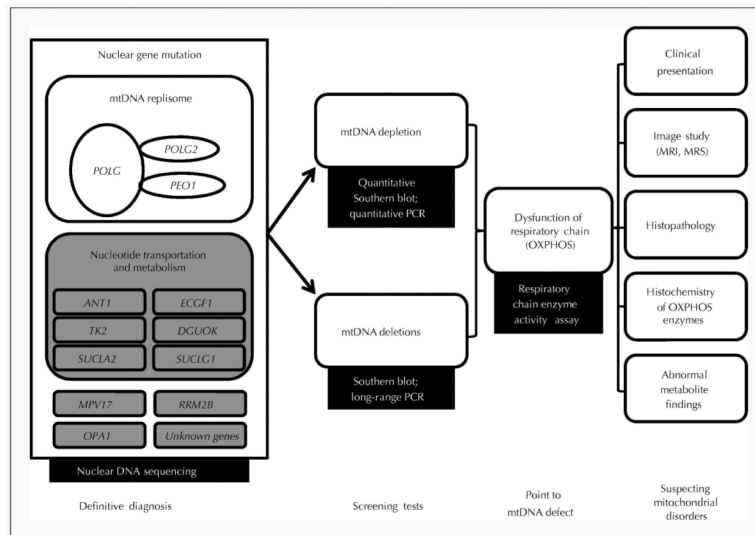 Nuclear gene mutation
mtDNA replisome
POLG
POLG2
PEO1
Nucleotide transportation
and metabolism
ANT1
ECGF1
TK2
DGUOK
SUCLA2
SUCLG1
MPV17
RRM2B
OPA1
Unknown genes
Nuclear DNA sequencing
Definitive diagnosis
mtDNA depletion
Quantitative
Southern blot;
quantitative PCR
mtDNA deletions
Southern blot;
long-range PCR
Screening tests
Dysfunction of
respiratory chain
(OXPHOS)
Respiratory
chain enzyme
activity assay
Point to
mtDNA defect
Clinical
presentation
Image study
(MRI, MRS)
Histopathology
Histochemistry
of OXPHOS
enzymes
Abnormal
metabolite
findings
Suspecting
mitochondrial
disorders